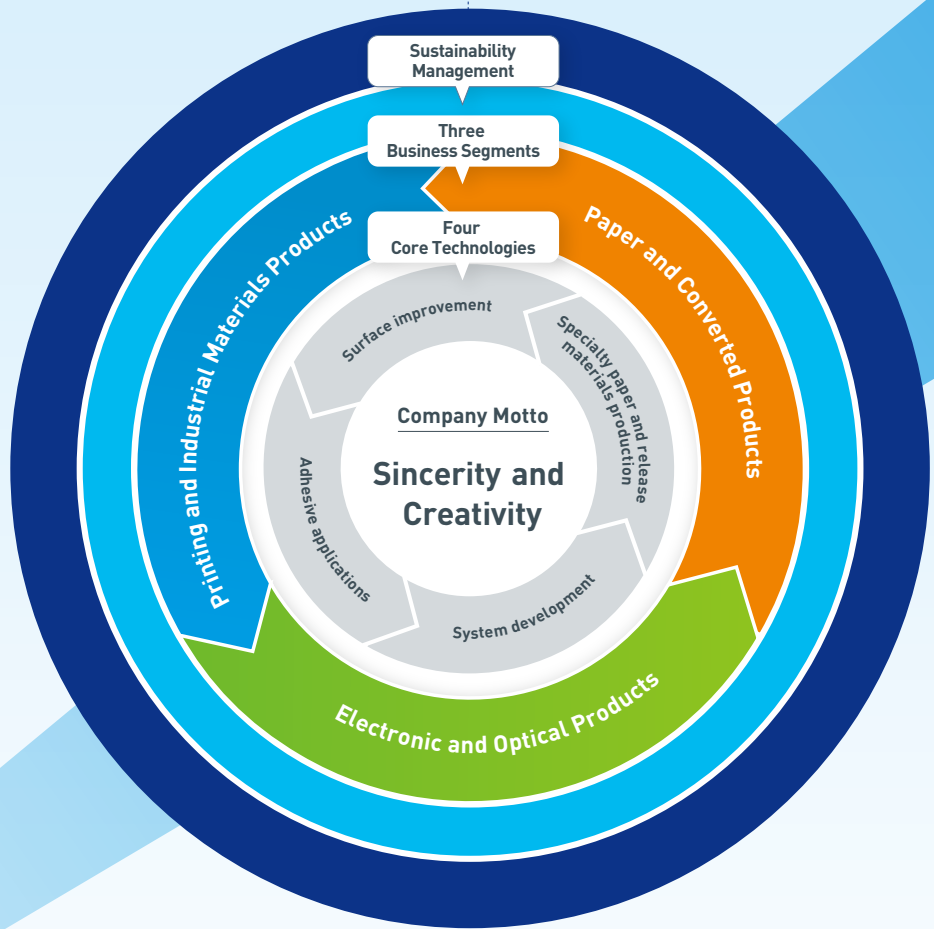 Sustainability
Management
Three
Business Segments
Four
Core Technologies
Printing and Industrial Materials Products
Paper and Converted Products
Electronic and Optical Products
Surface improvement
Specialty paper and release
materials production
Adhesive applications
System development
Company Motto
Sincerity and
Creativity